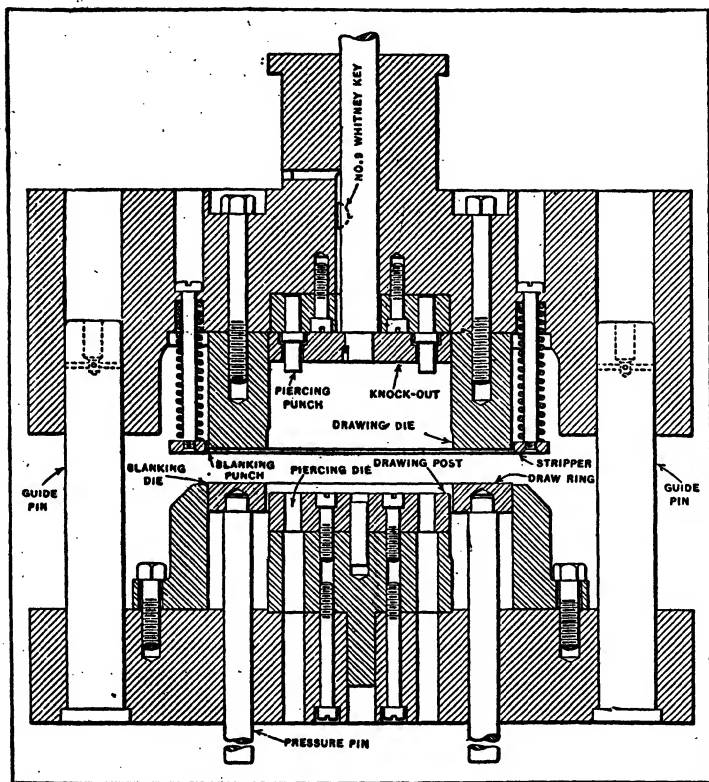 NO. 9 WHITNEY KEY
PIERCING
PUNCH
KNOCK-OUT
DRAWING DIE
BLANKING
DIE
BLANKING PUNCH
PIERCING DIE
DRAWING POST
STRIPPER
DRAW RING
GUIDE
PIN
GUIDE
PIN
PRESSURE PIN